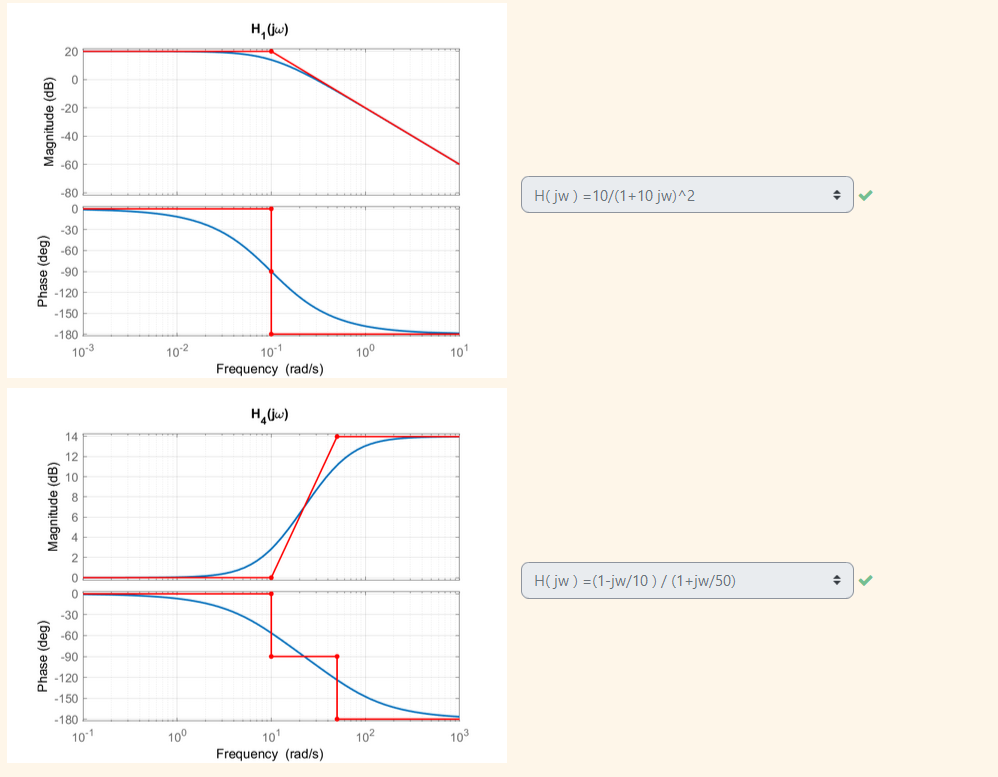 H1(jω)
20
0
-20
-40
-60
-80
Magnitude (dB)
0
-30
-60
-90
-120
-150
-180
Phase (deg)
10-3 10-2 10-1 100 101
Frequency (rad/s)
H( jw ) =10/(1+10 jw)^2
H4(jω)
14
12
10
8
6
4
2
0
Magnitude (dB)
0
-30
-60
-90
-120
-150
-180
Phase (deg)
10-1 100 101 102 103
Frequency (rad/s)
H( jw ) =(1-jw/10 ) / (1+jw/50)